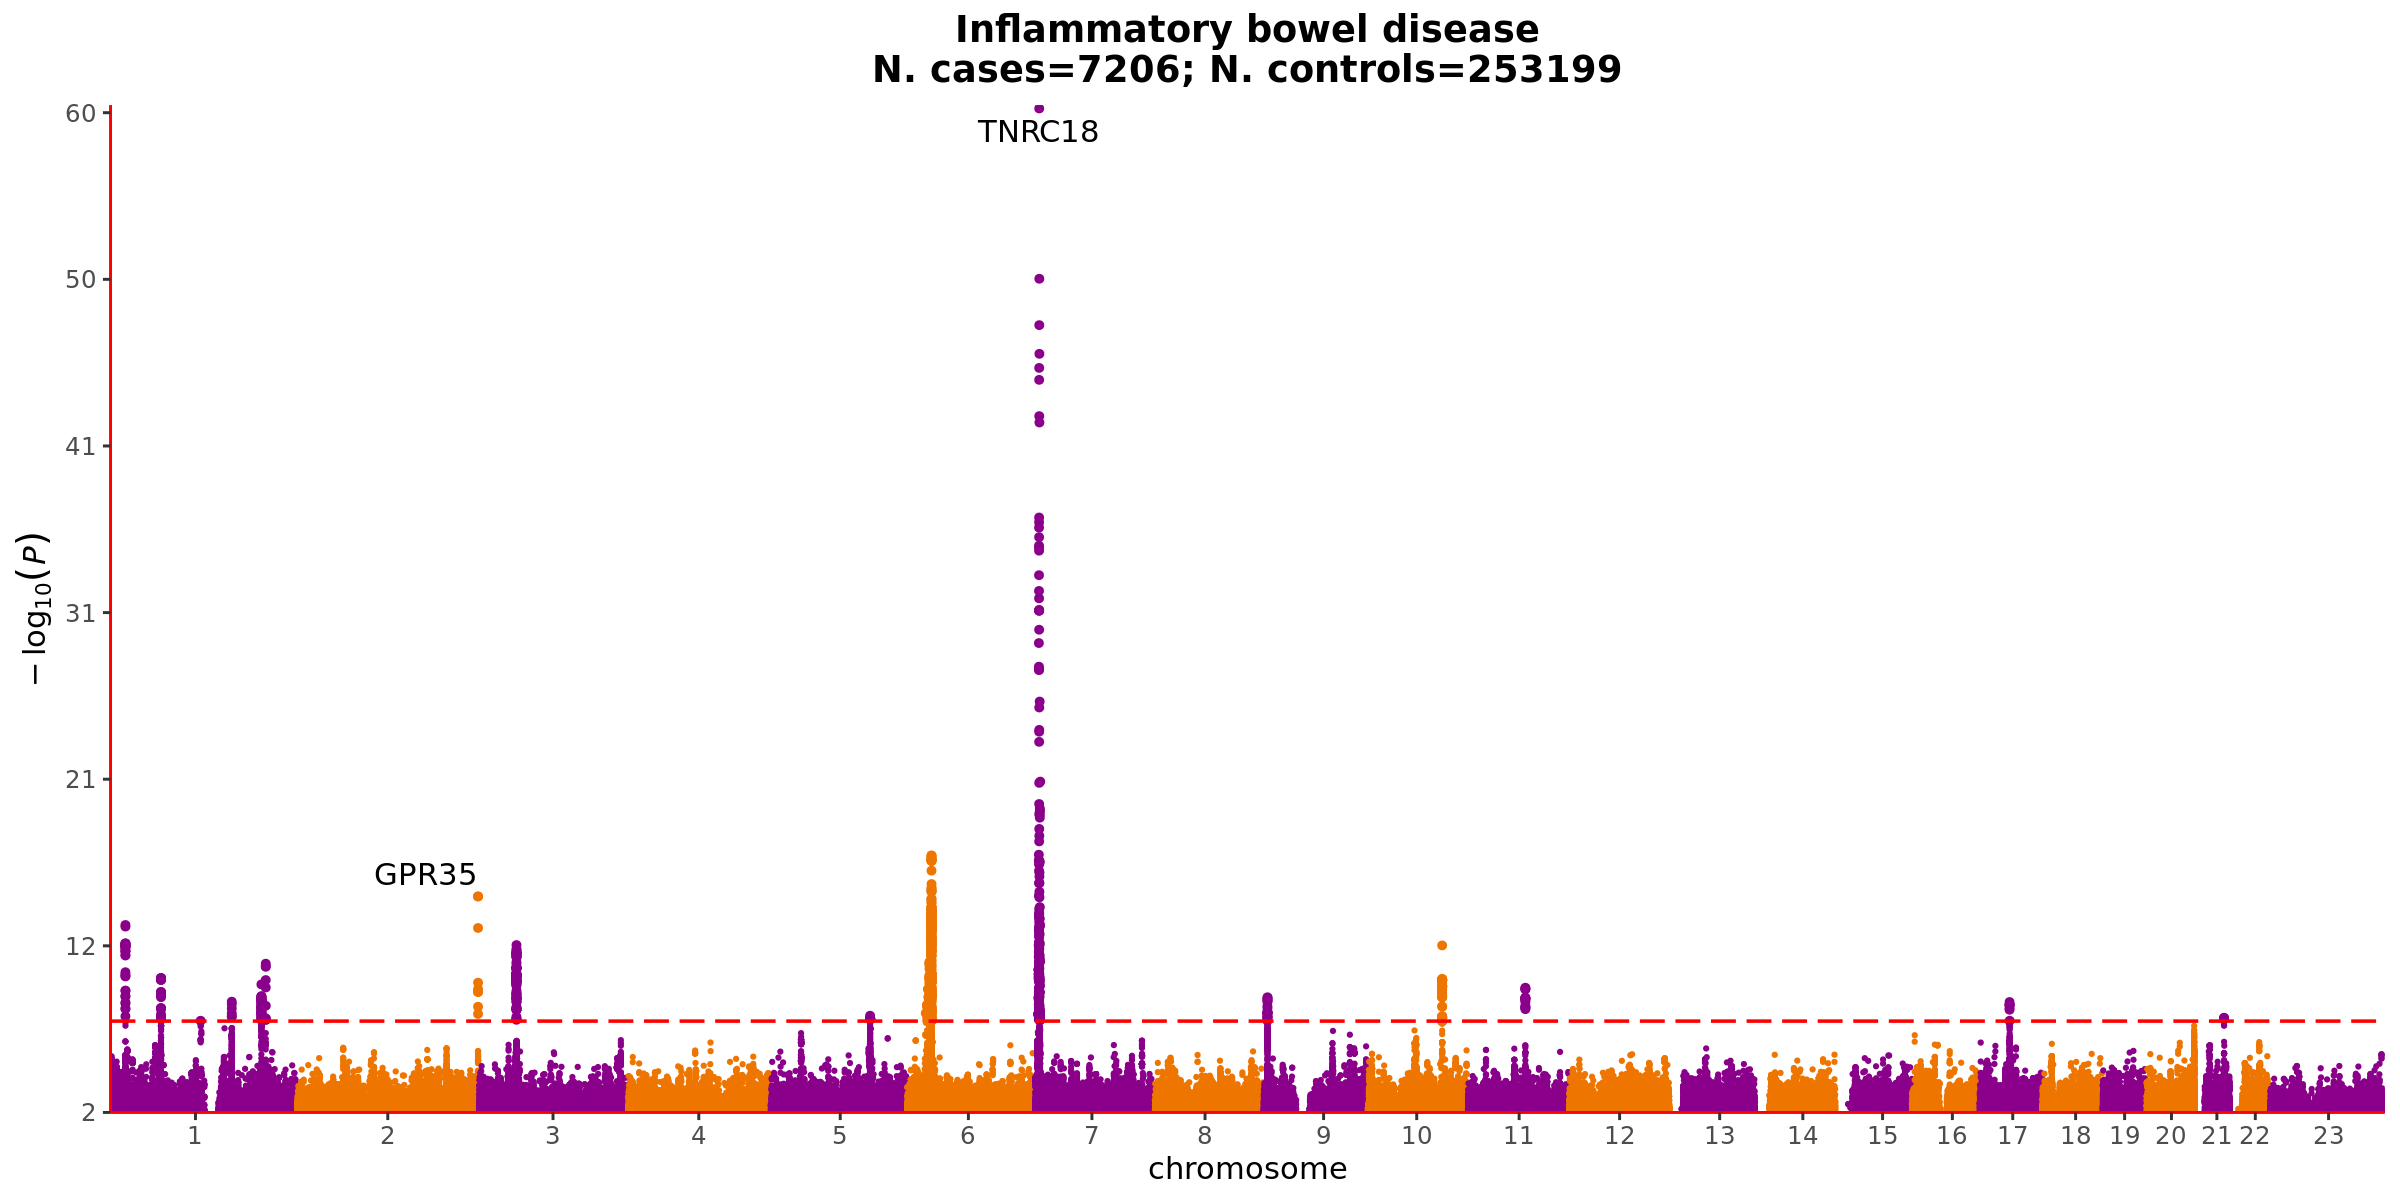 Inflammatory bowel disease
N. cases=7206; N. controls=253199
60
TNRC18
50
41
−log10(P)
31
21
GPR35
12
2
1 2 3 4 5 6 7 8 9 10 11 12 13 14 15 16 17 18 19 20 21 22 23
chromosome